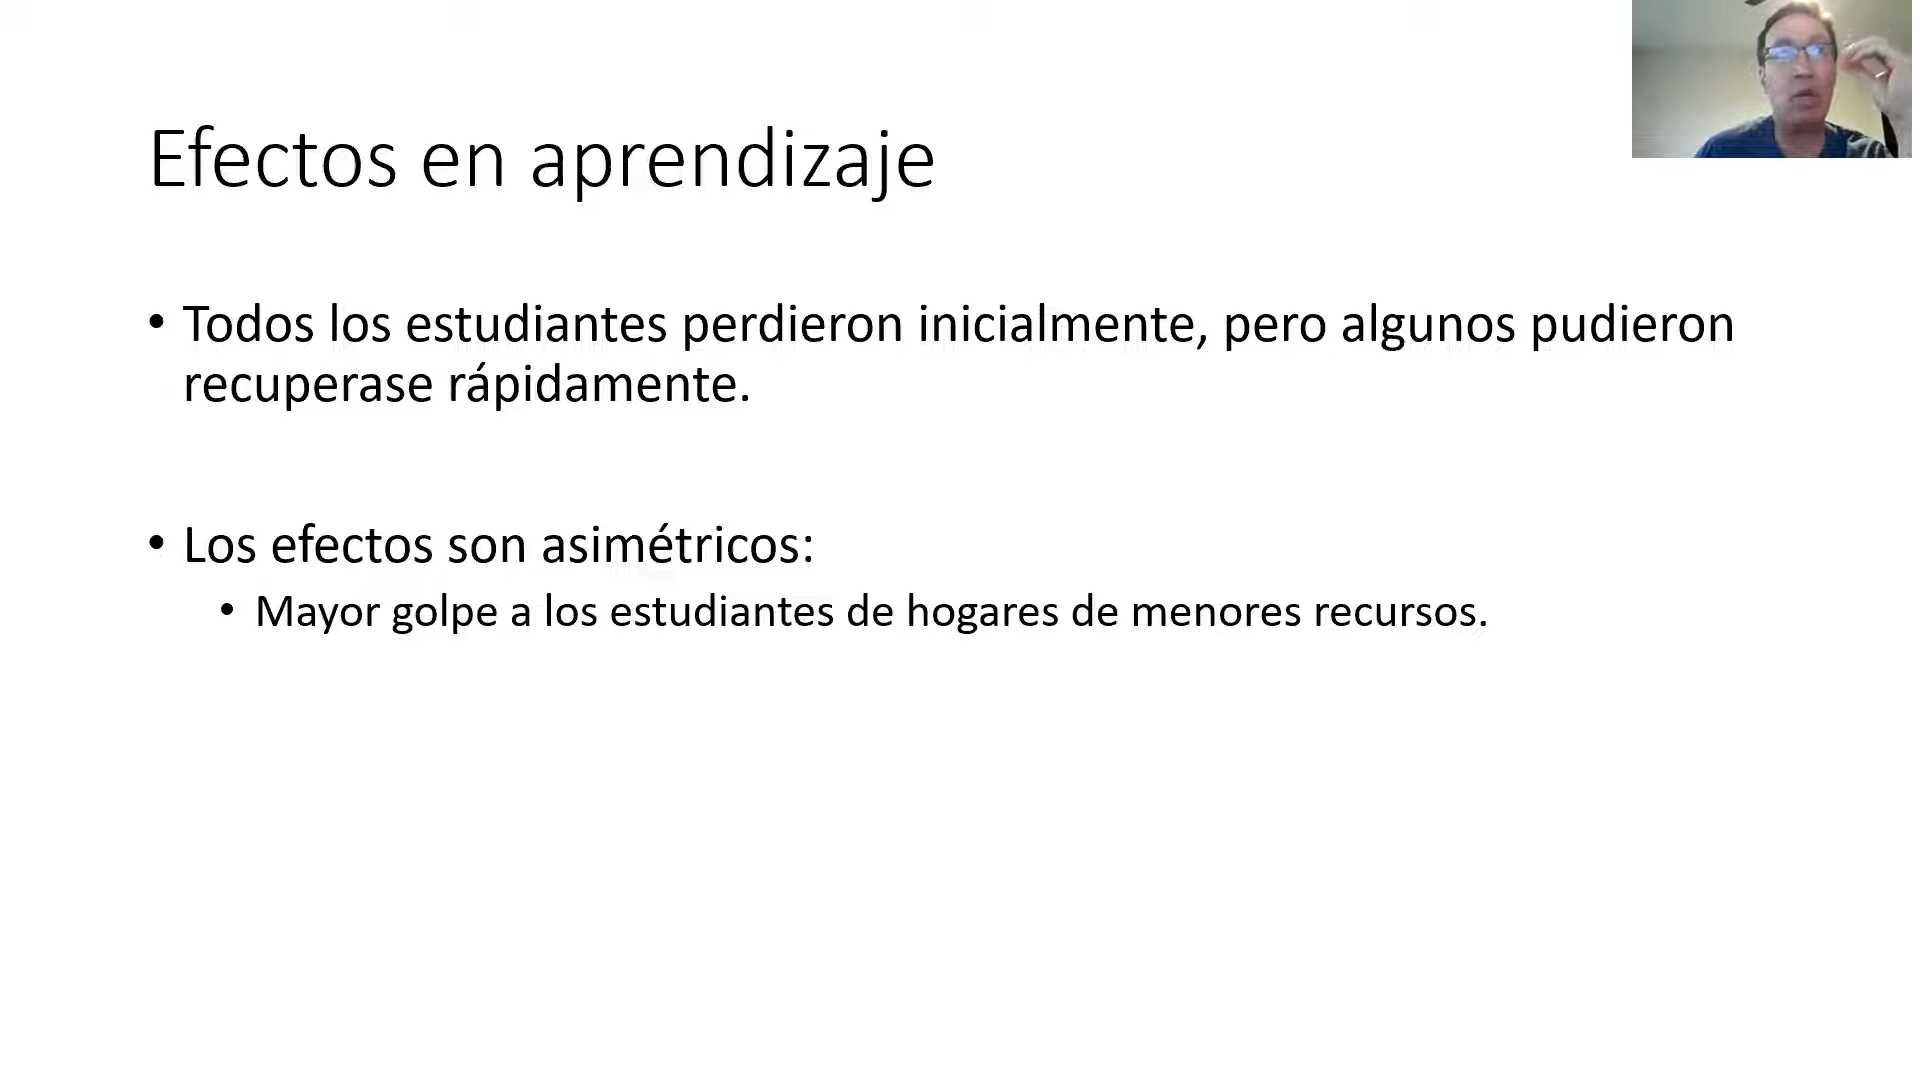 Efectos en aprendizaje
• Todos los estudiantes perdieron inicialmente, pero algunos pudieron
recuperase rápidamente.
• Los efectos son asimétricos:
• Mayor golpe a los estudiantes de hogares de menores recursos.